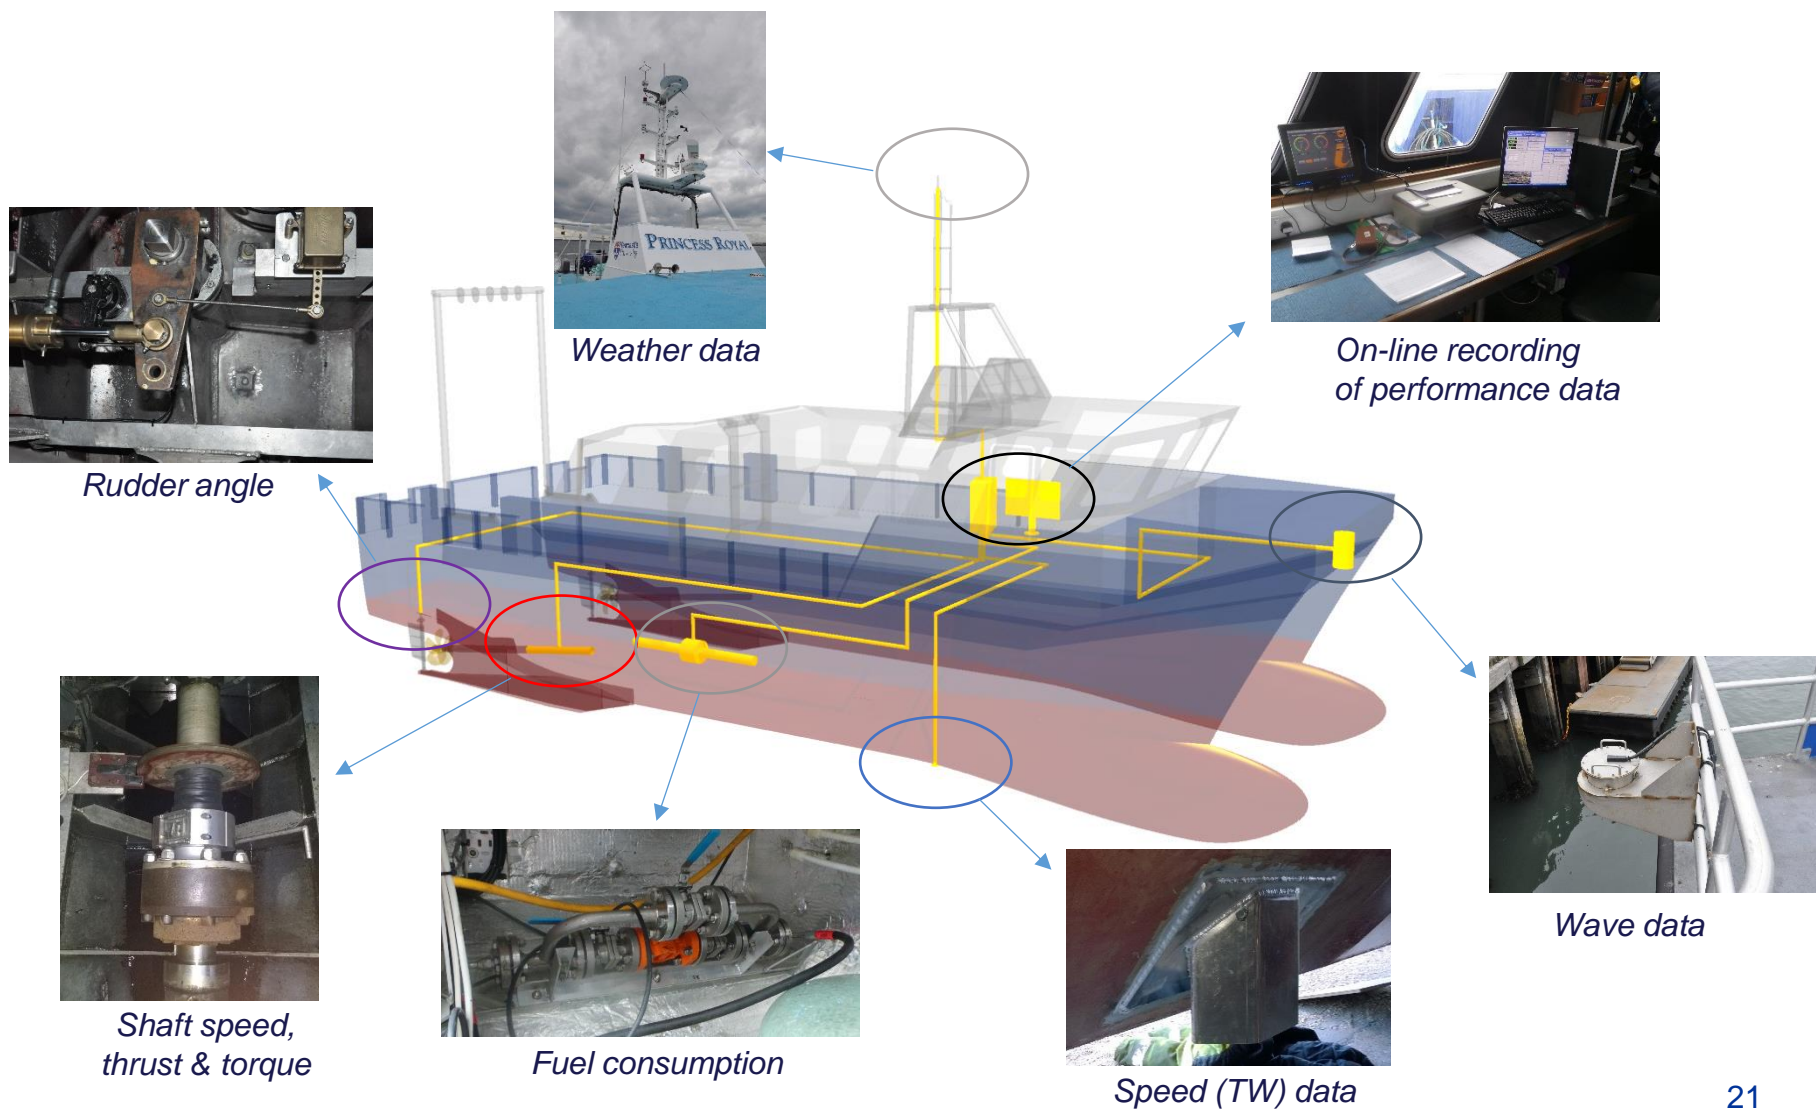 PRINCESS ROYAL
Weather data
On-line recording
of performance data
Rudder angle
Wave data
Shaft speed,
thrust & torque
Fuel consumption
Speed (TW) data
21